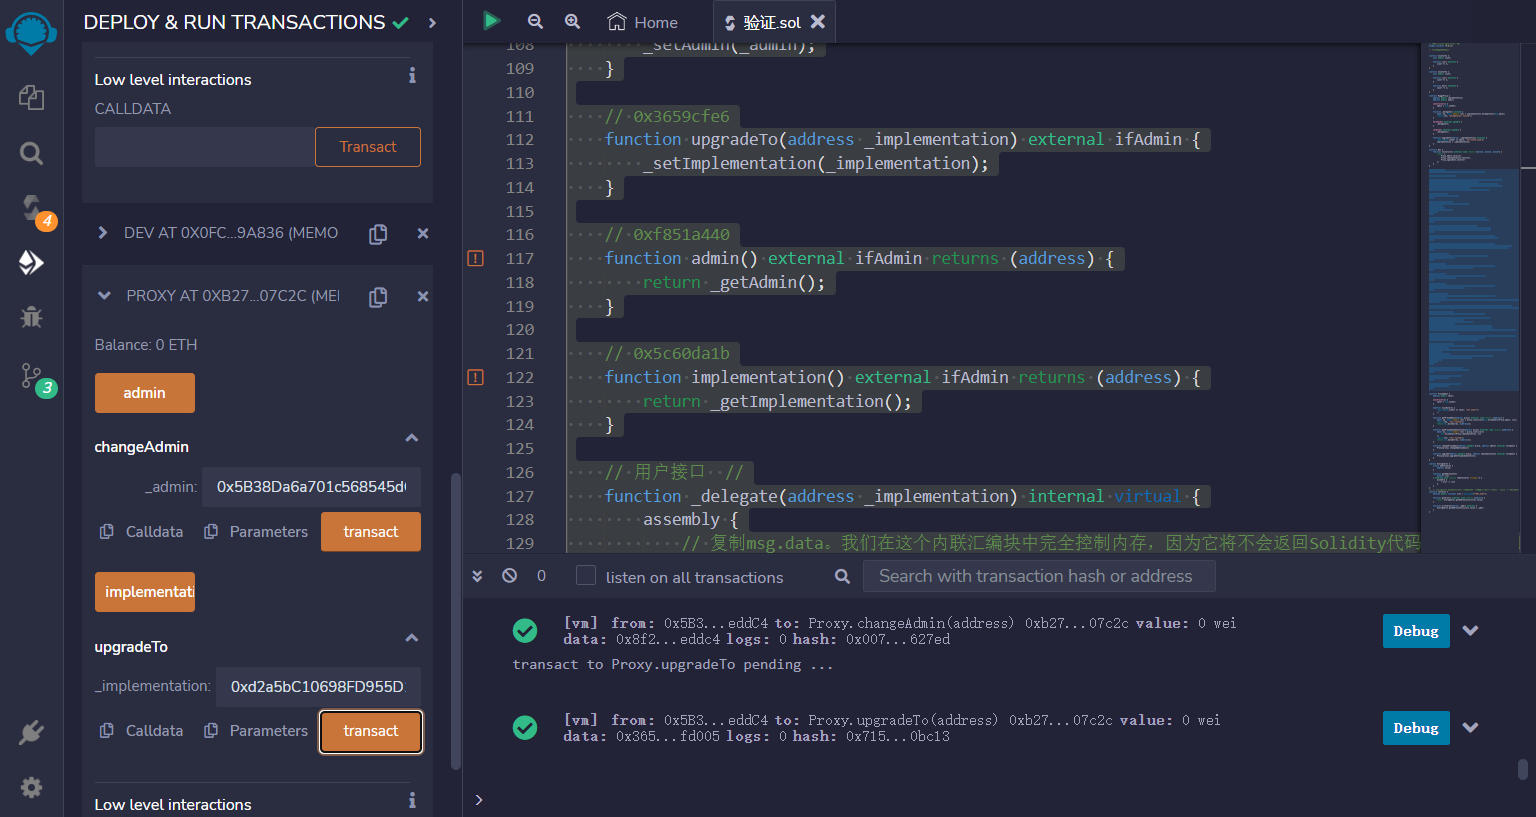 DEPLOY & RUN TRANSACTIONS
Low level interactions
CALLDATA
Transact
4
DEV AT 0X0FC...9A836 (MEMO
PROXY AT 0XB27...07C2C (MEI
3
Balance: 0 ETH
admin
changeAdmin
_admin:
0x5B38Da6a701c568545d
Calldata
Parameters
transact
implementati
upgradeTo
_implementation:
0xd2a5bC10698FD955D
Calldata
Parameters
transact
Low level interactions
Home
验证.sol
108 _setAdmin(_admin);
109 }
110
111 // 0x3659cfe6
112 function upgradeTo(address _implementation) external ifAdmin {
113 _setImplementation(_implementation);
114 }
115
116 // 0xf851a440
117 function admin() external ifAdmin returns (address) {
118 return _getAdmin();
119 }
120
121 // 0x5c60da1b
122 function implementation() external ifAdmin returns (address) {
123 return _getImplementation();
124 }
125
126 // 用户接口 //
127 function _delegate(address _implementation) internal virtual {
128 assembly {
129 // 复制msg.data。我们在这个内联汇编块中完全控制内存，因为它将不会返回Solidity代码
0
listen on all transactions
Search with transaction hash or address
[vm] from: 0x5B3...eddC4 to: Proxy.changeAdmin(address) 0xb27...07c2c value: 0 wei
data: 0x8f2...eddc4 logs: 0 hash: 0x007...627ed
Debug
transact to Proxy.upgradeTo pending ...
[vm] from: 0x5B3...eddC4 to: Proxy.upgradeTo(address) 0xb27...07c2c value: 0 wei
data: 0x365...fd005 logs: 0 hash: 0x715...0bc13
Debug
>